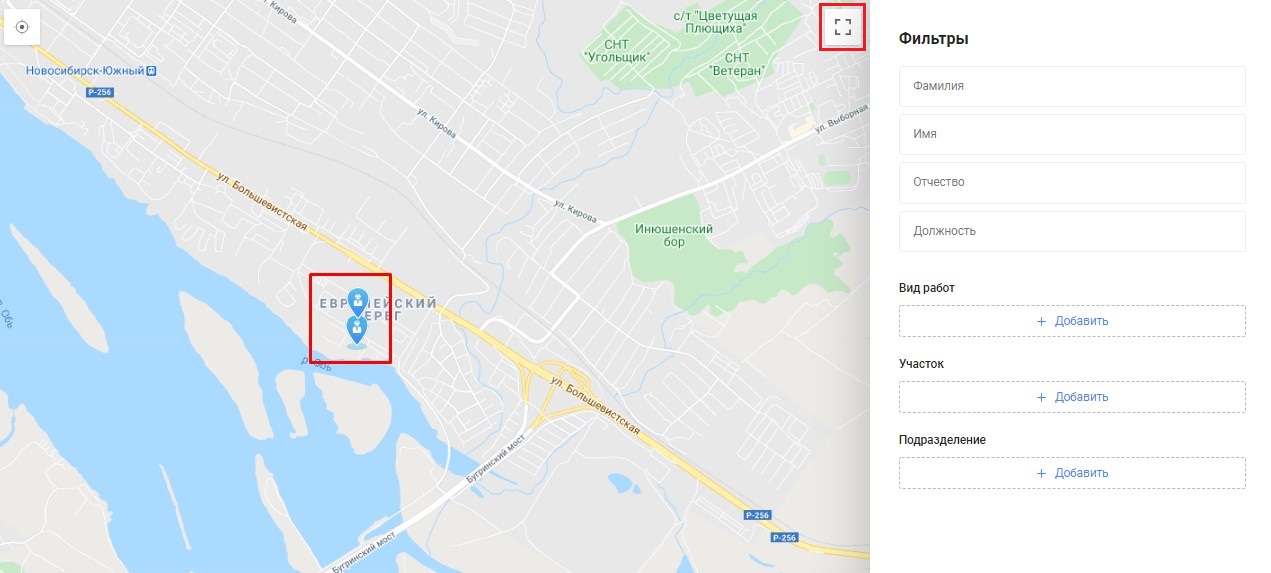 ул. Кирова
с/т "Цветущая
Плющиха"
СНТ
"Угольщик"
СНТ
"Ветеран"
Новосибирск-Южный
Р-256
ул. Кирова
ул. Выборная
ул. Большевистская
ул. Кирова
Инюшенский
бор
ЕВР ЕЙСКИЙ
ЕРЕГ
р. Обь
Обь
ул. Большевистская
Бугринский мост
Бугринский мост
Р-256
Р-256
Фильтры
Фамилия
Имя
Отчество
Должность
Вид работ
+ Добавить
Участок
+ Добавить
Подразделение
+ Добавить